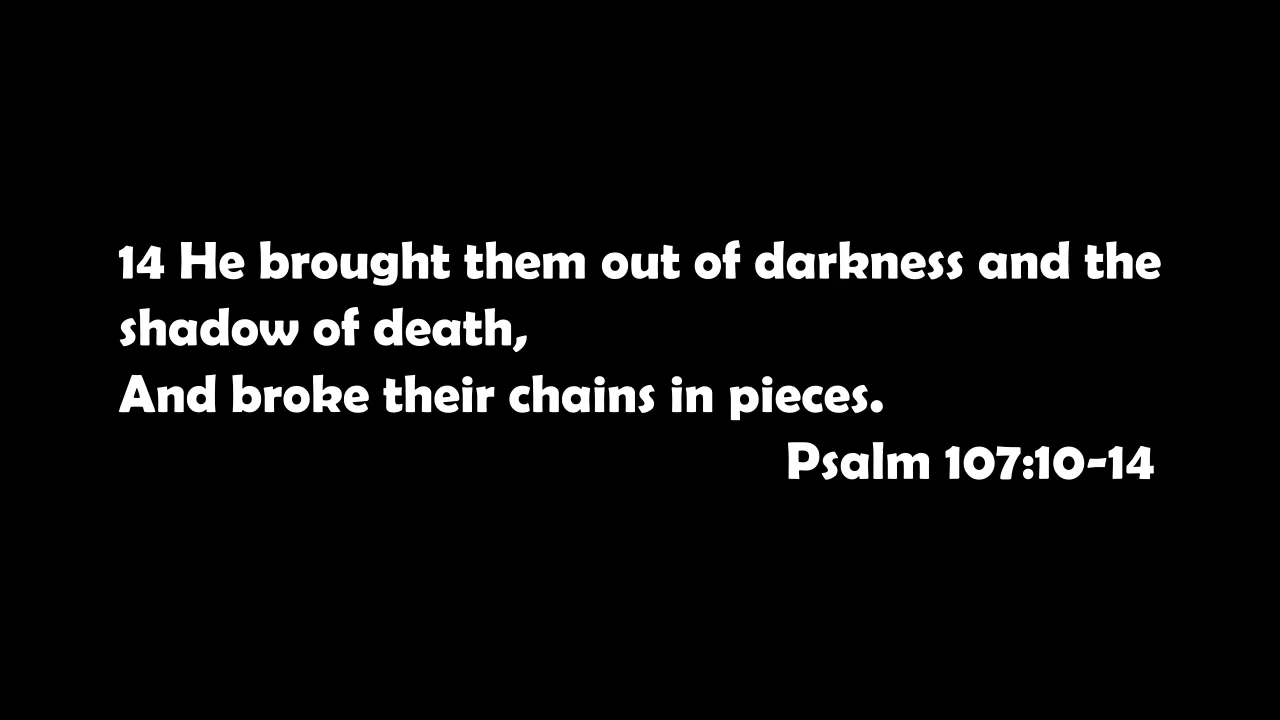 14 He brought them out of darkness and the
shadow of death,
And broke their chains in pieces.
Psalm 107:10-14